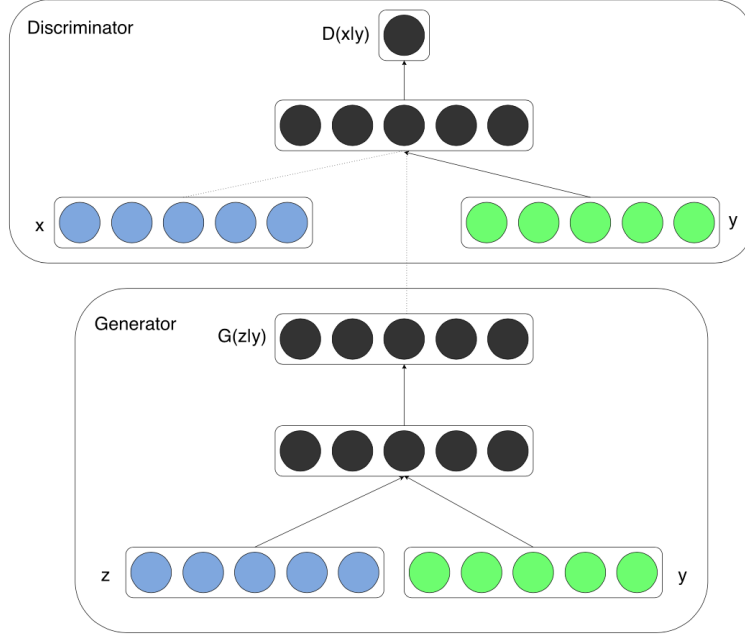 Discriminator
D(x|y)
x
y
Generator
G(z|y)
z
y